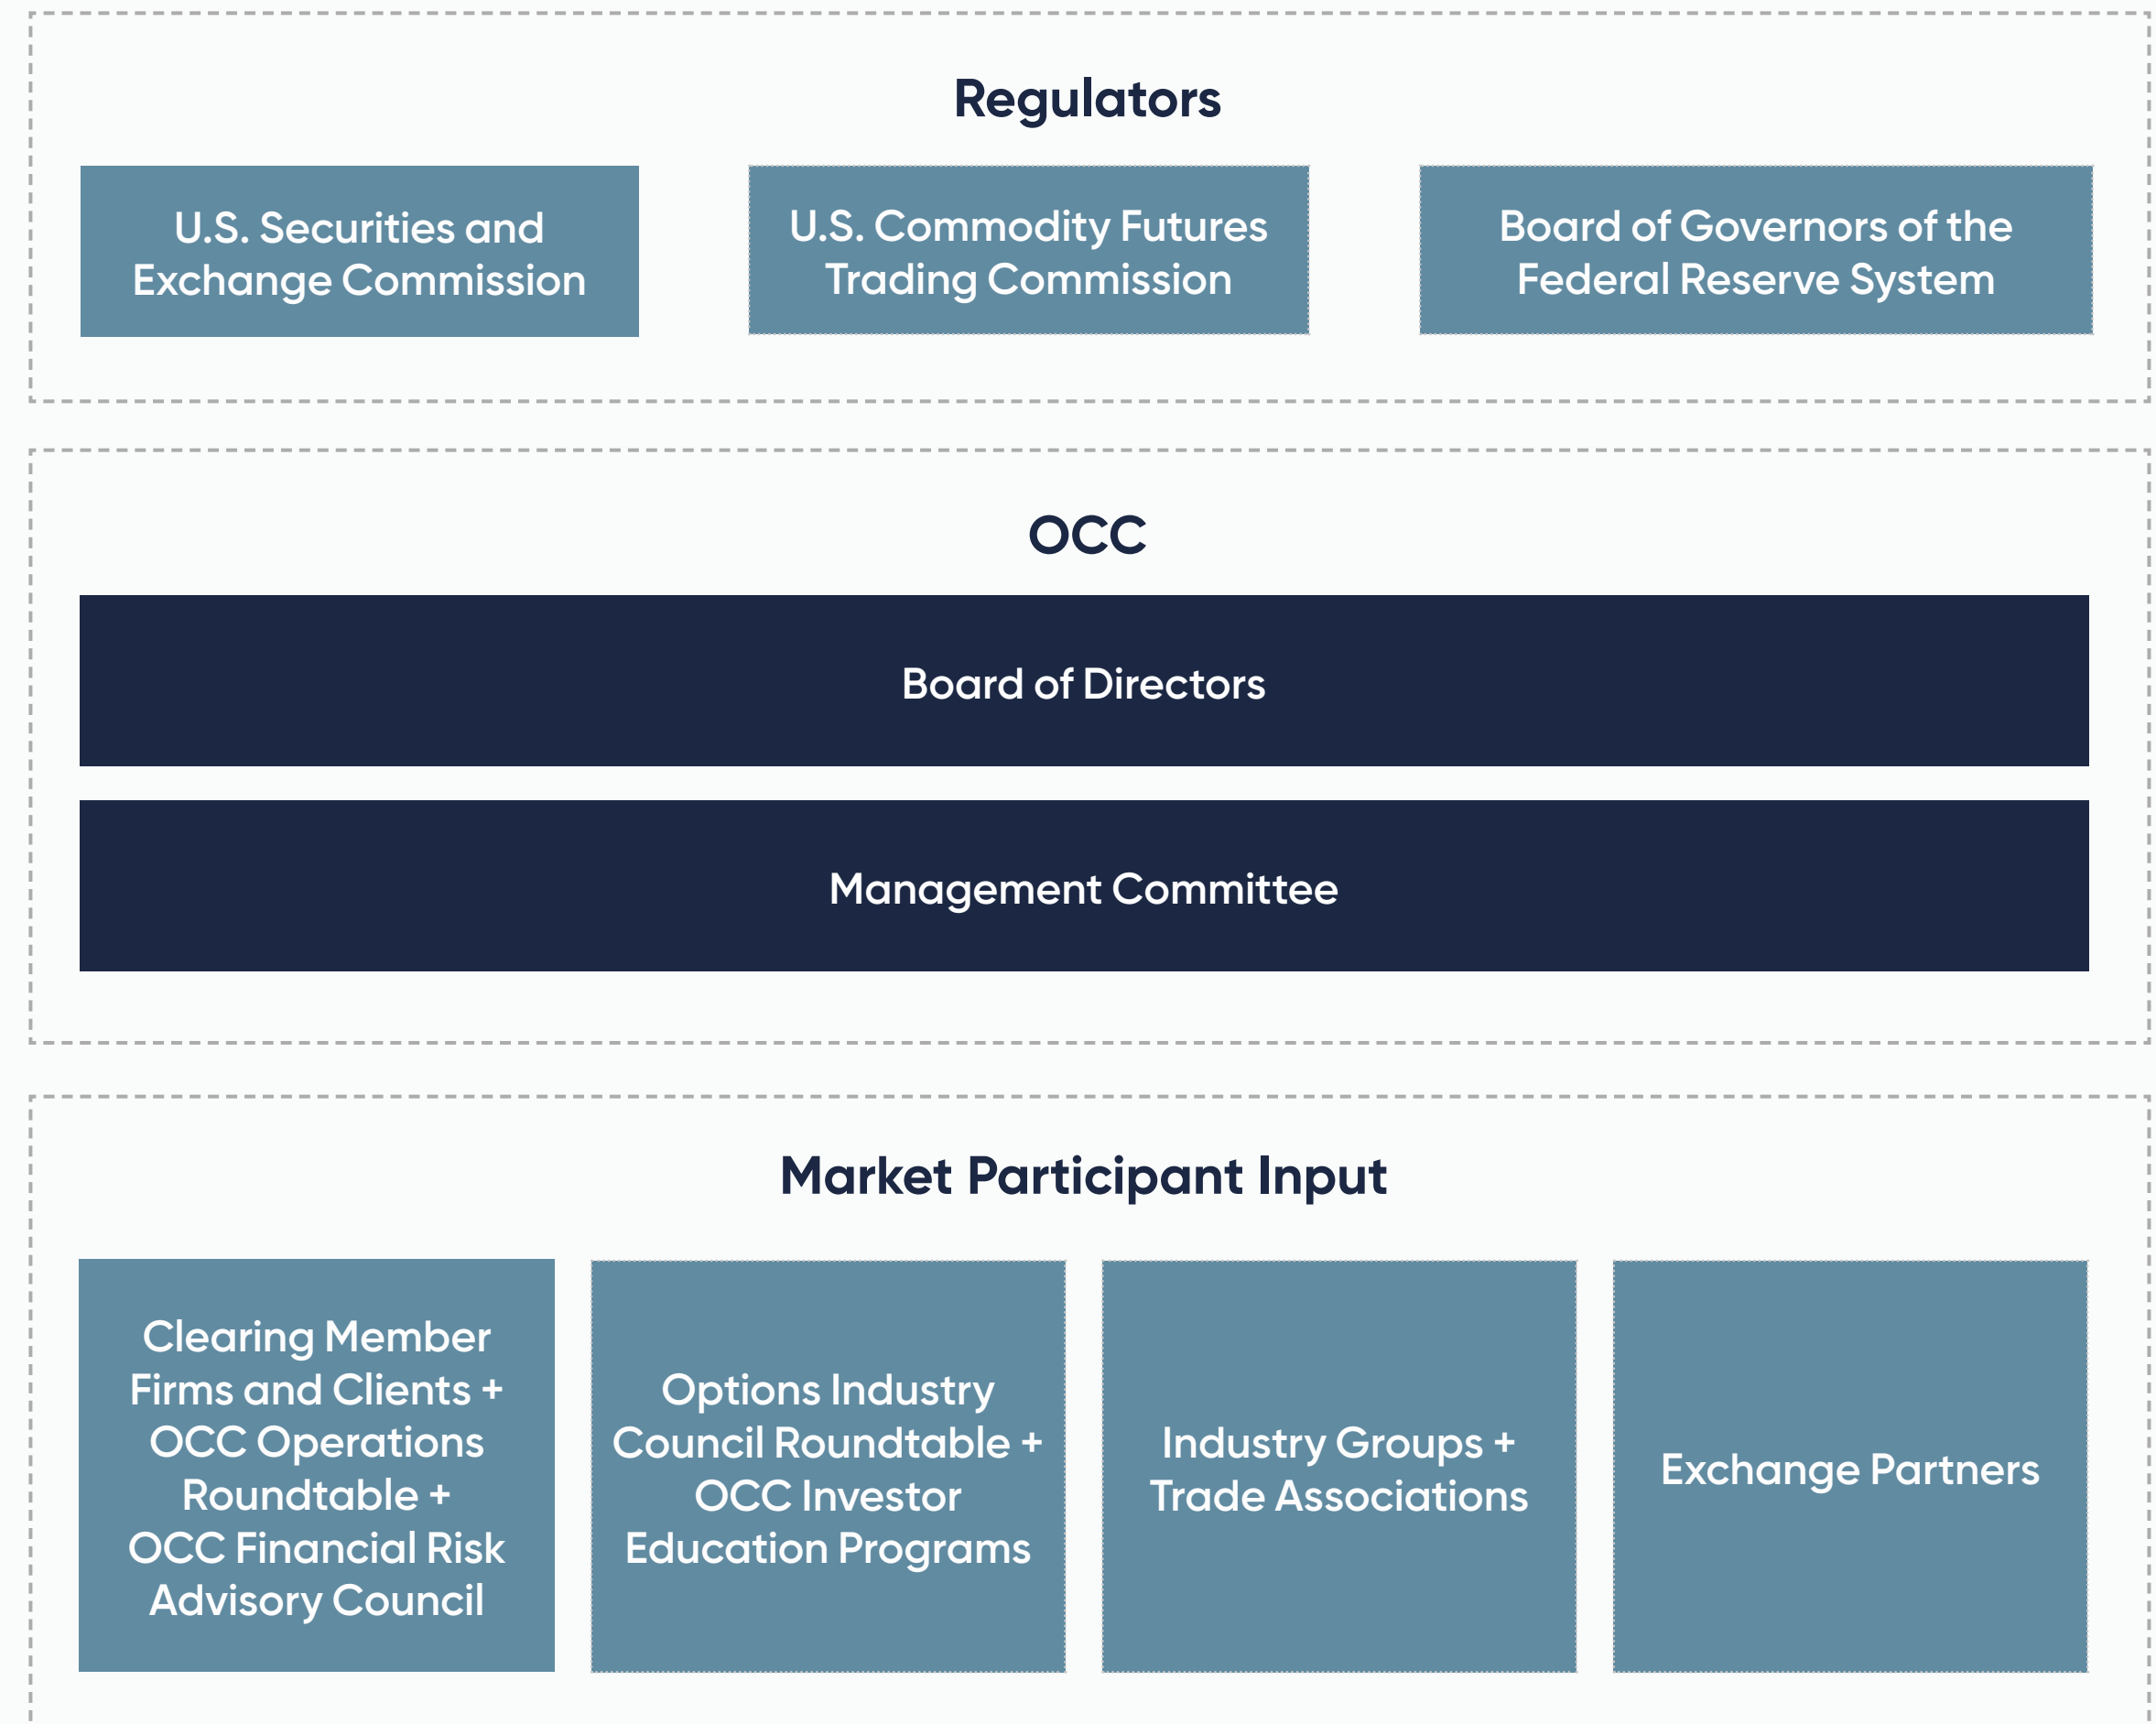 Regulators
U.S. Securities and
Exchange Commission
U.S. Commodity Futures
Trading Commission
Board of Governors of the
Federal Reserve System
OCC
Board of Directors
Management Committee
Market Participant Input
Clearing Member
Firms and Clients +
OCC Operations
Roundtable +
OCC Financial Risk
Advisory Council
Options Industry
Council Roundtable +
OCC Investor
Education Programs
Industry Groups +
Trade Associations
Exchange Partners